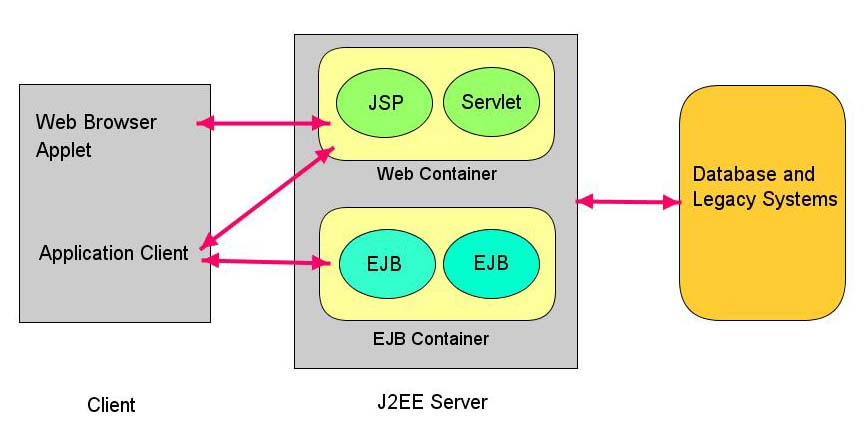 Web Browser
Applet
Application Client
Client
JSP
Servlet
Web Container
EJB
EJB
EJB Container
J2EE Server
Database and
Legacy Systems